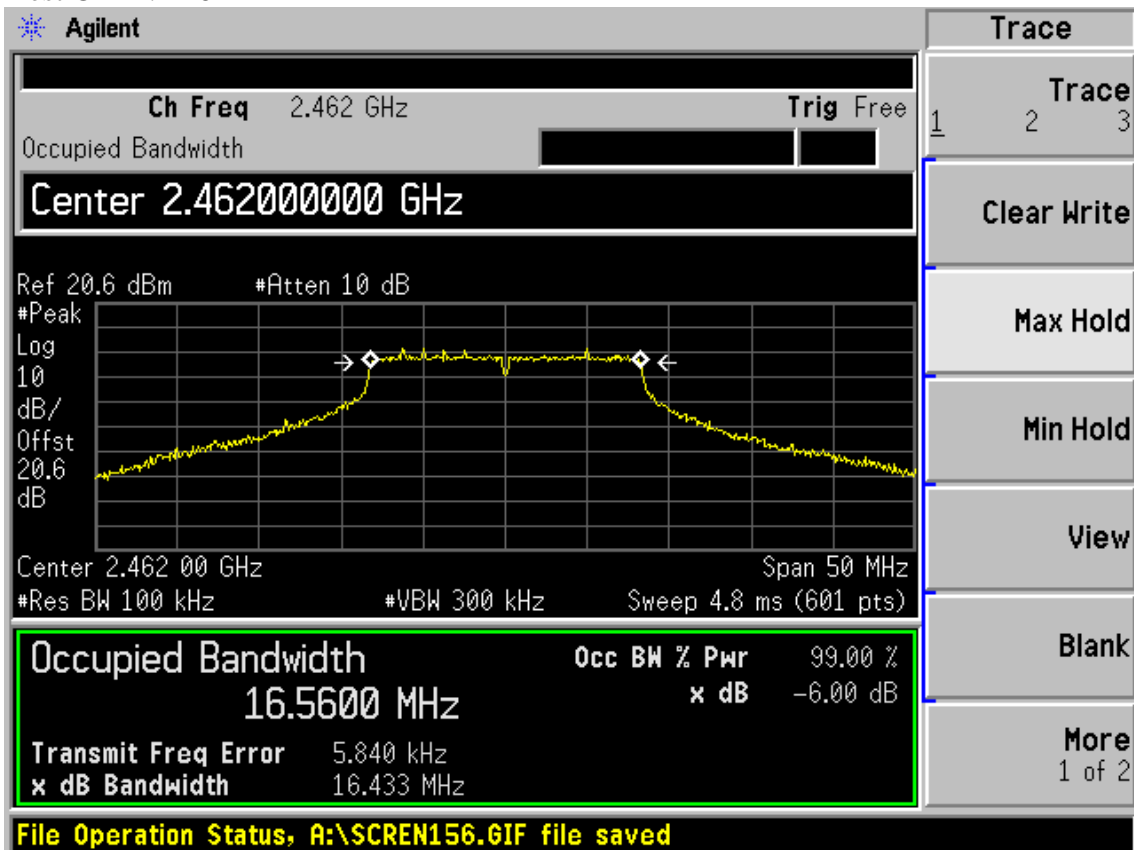 Agilent
Trace
Ch Freq 2.462 GHz Trig Free
Occupied Bandwidth
Center 2.462000000 GHz
Ref 20.6 dBm #Atten 10 dB
#Peak
Log
10
dB/
Offst
20.6
dB
Center 2.462 00 GHz Span 50 MHz
#Res BW 100 kHz #VBW 300 kHz Sweep 4.8 ms (601 pts)
Occupied Bandwidth Occ BW % Pwr 99.00 %
16.5600 MHz x dB -6.00 dB
Transmit Freq Error 5.840 kHz
x dB Bandwidth 16.433 MHz
File Operation Status, A:\SCREN156.GIF file saved
Trace
1 2 3
Clear Write
Max Hold
Min Hold
View
Blank
More
1 of 2